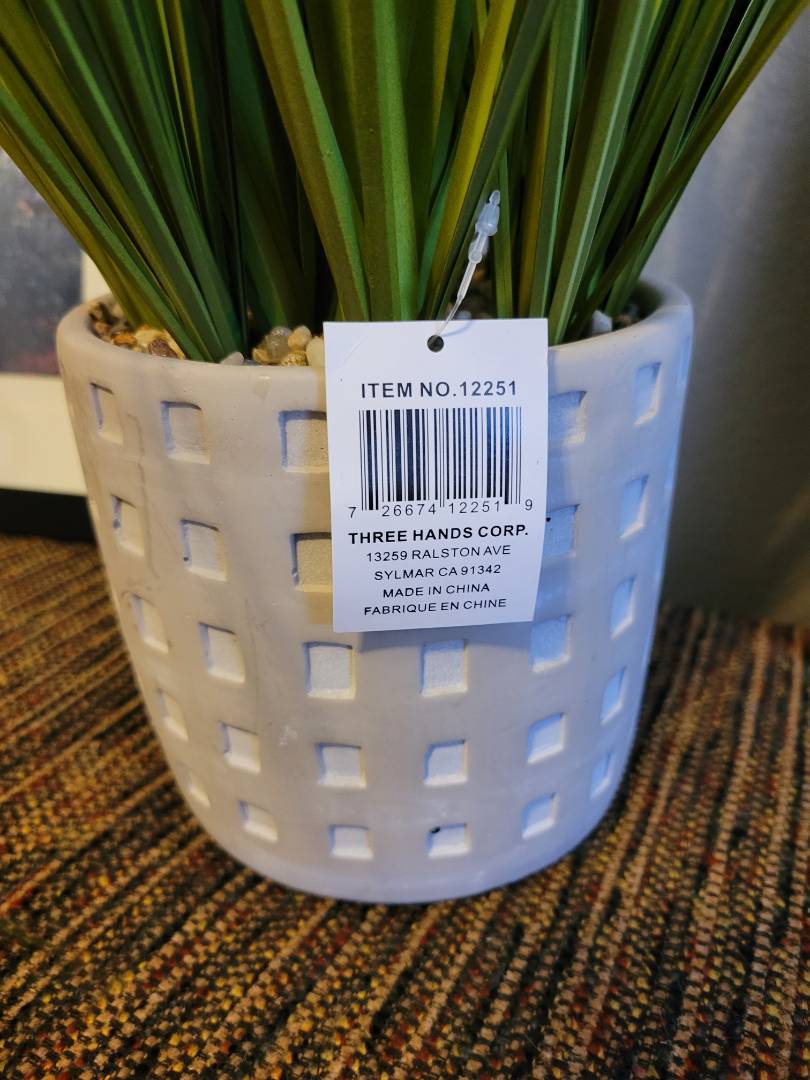 ITEM NO.12251
7 26674 12251 9
THREE HANDS CORP.
13259 RALSTON AVE
SYLMAR CA 91342
MADE IN CHINA
FABRIQUE EN CHINE